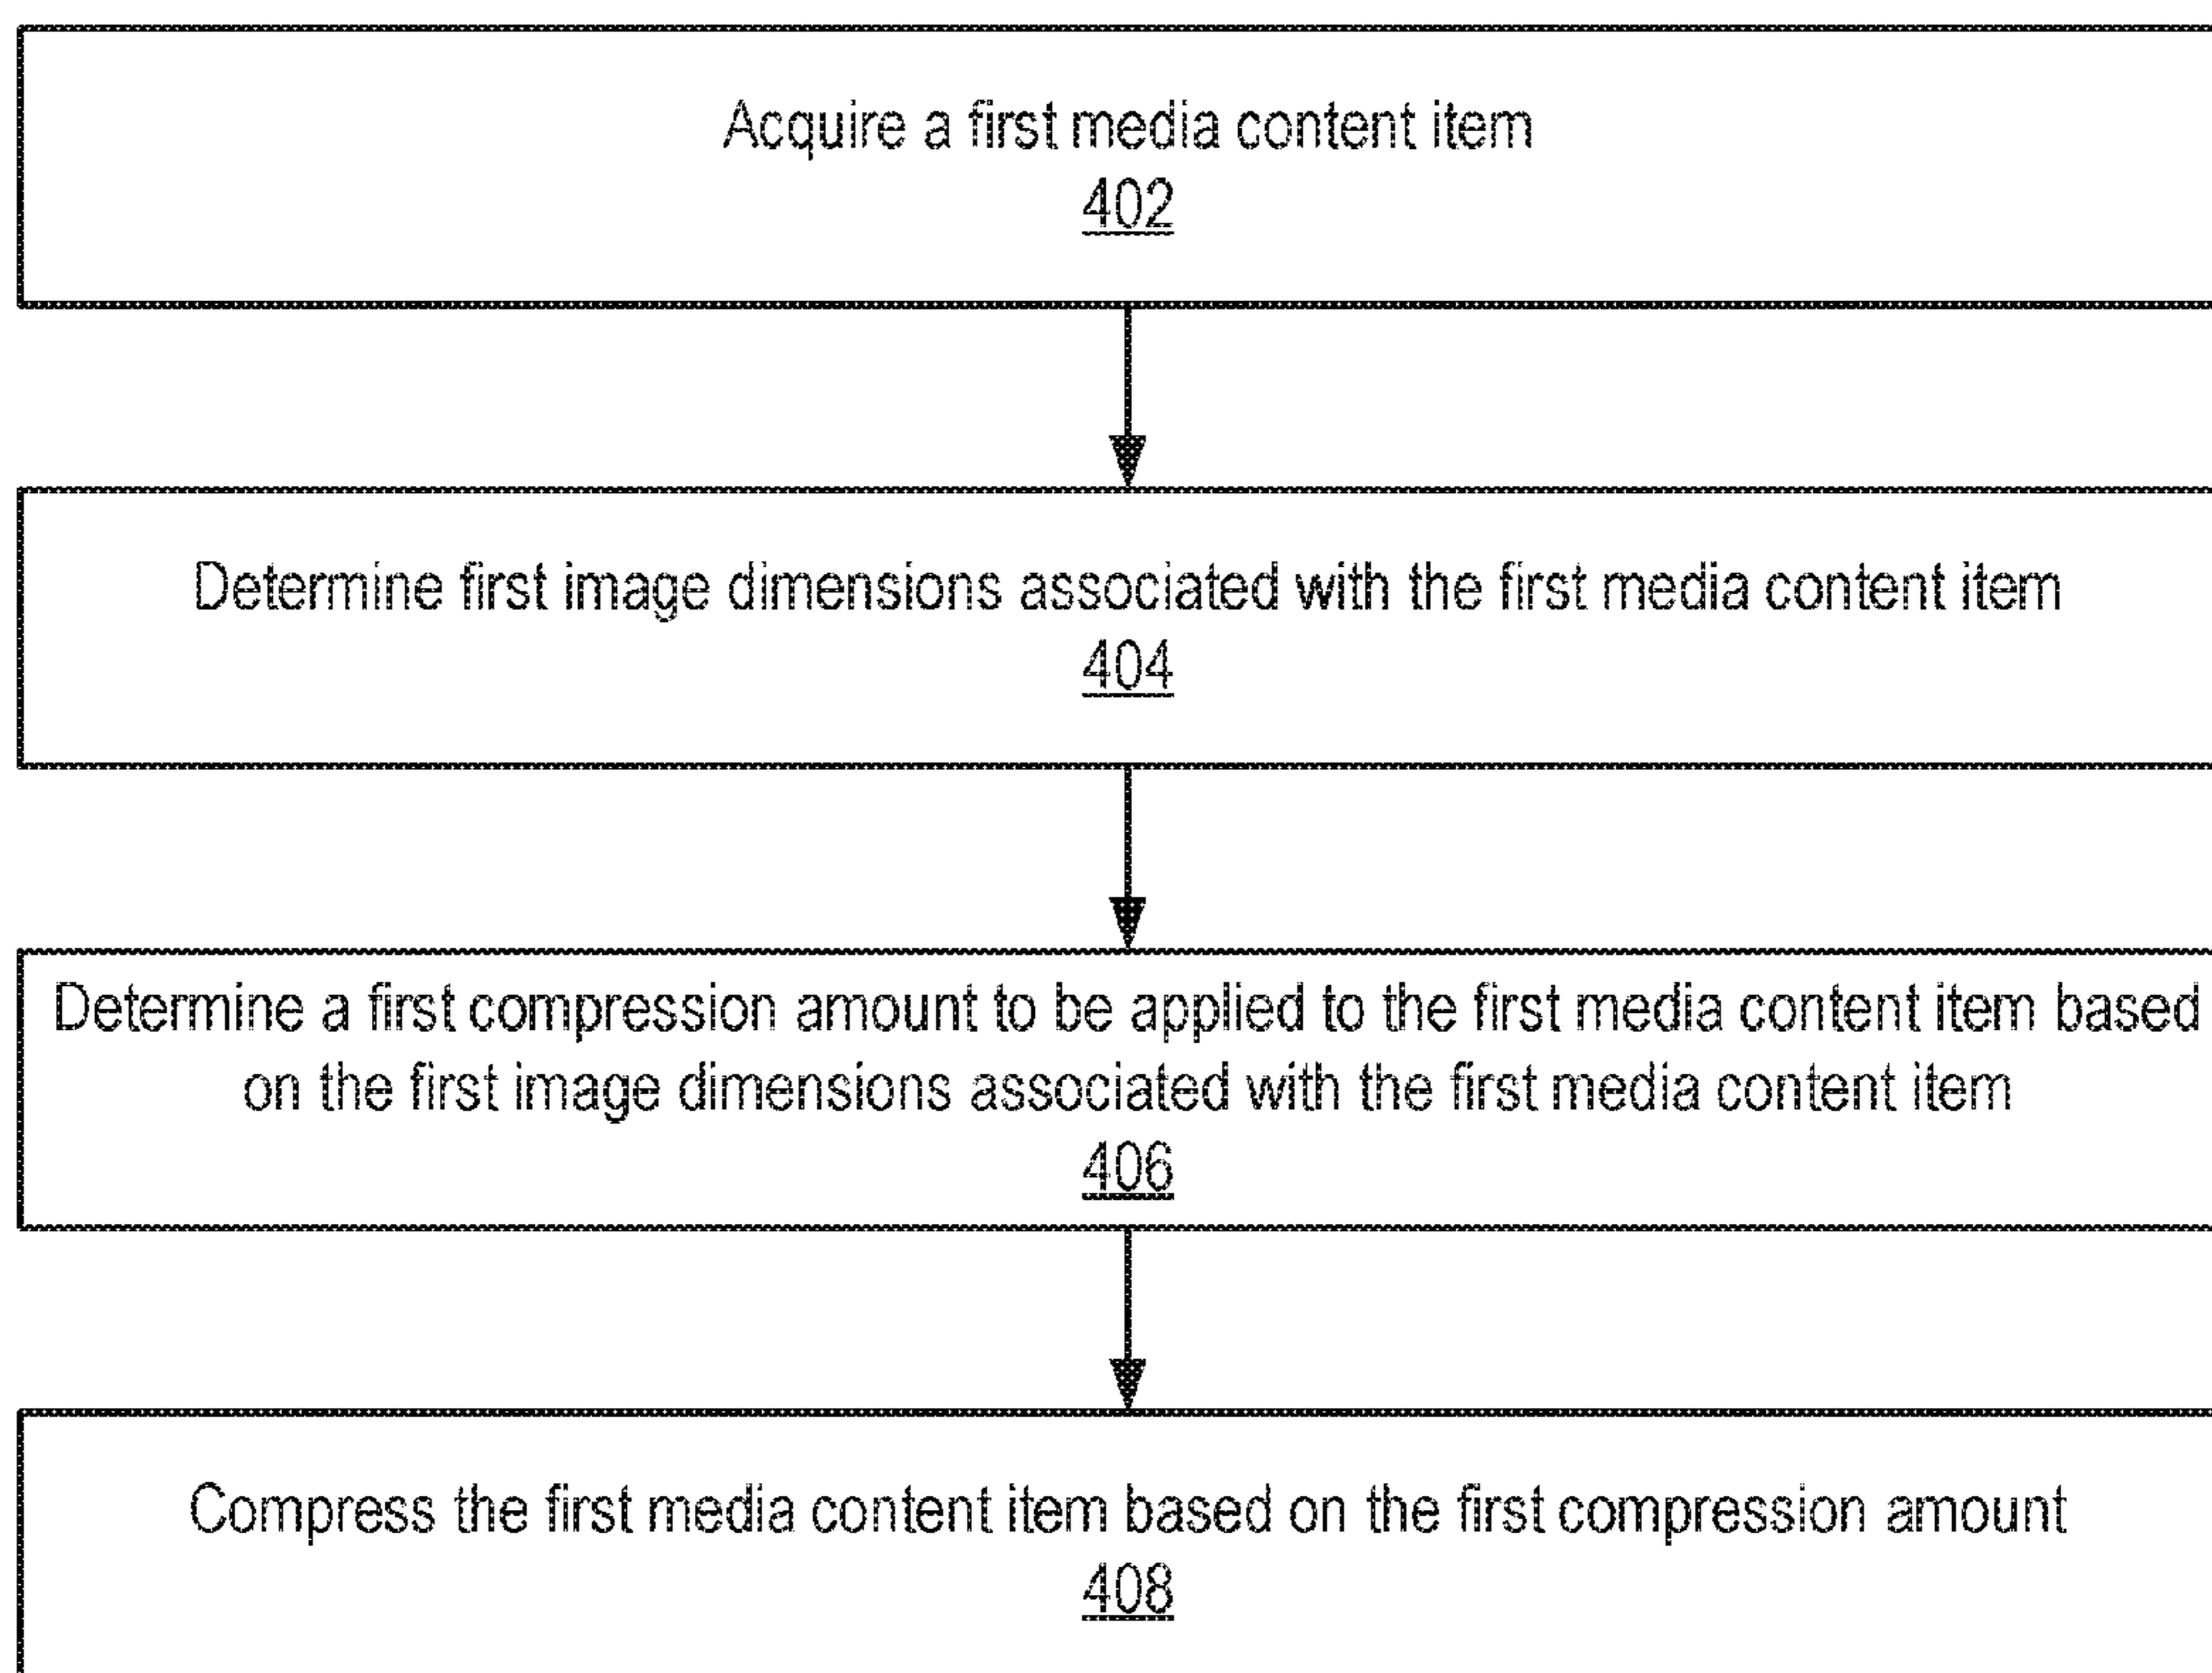 Acquire a first media content item
402
Determine first image dimensions associated with the first media content item
404
Determine a first compression amount to be applied to the first media content item based
on the first image dimensions associated with the first media content item
406
Compress the first media content item based on the first compression amount
408